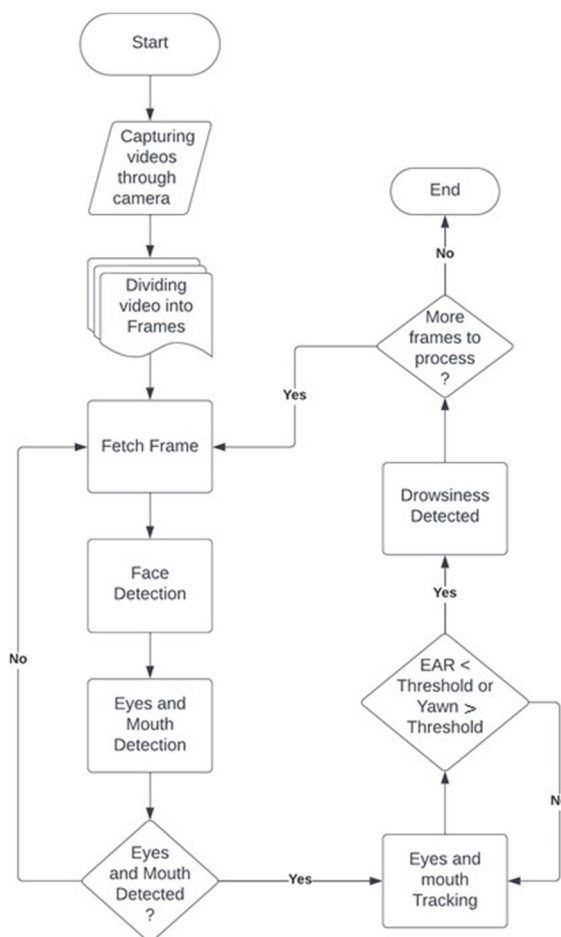 Start
Capturing
videos
through
camera
Dividing
video into
Frames
Fetch Frame
Face
Detection
Eyes and
Mouth
Detection
Eyes
and Mouth
Detected
?
No
Yes
Eyes and
mouth
Tracking
EAR <
Threshold or
Yawn >
Threshold
Yes
Drowsiness
Detected
More
frames to
process
?
Yes
No
End